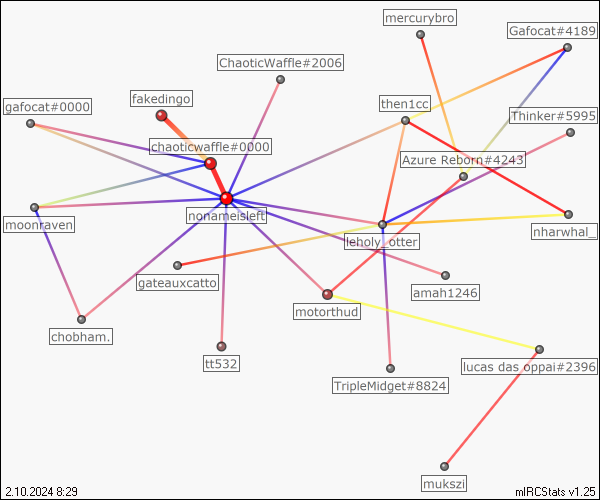 mercurybro
Gafocat#4189
ChaoticWaffle#2006
fakedingo
gafocat#0000
then1cc
Thinker#5995
chaoticwaffle#0000
Azure Reborn#4243
nonameisleft
moonraven
leholy_otter
nharwhal_
gateauxcatto
amah1246
motorthud
chobham.
tt532
lucas das oppai#2396
TripleMidget#8824
mukszi
2.10.2024 8:29
mIRCStats v1.25